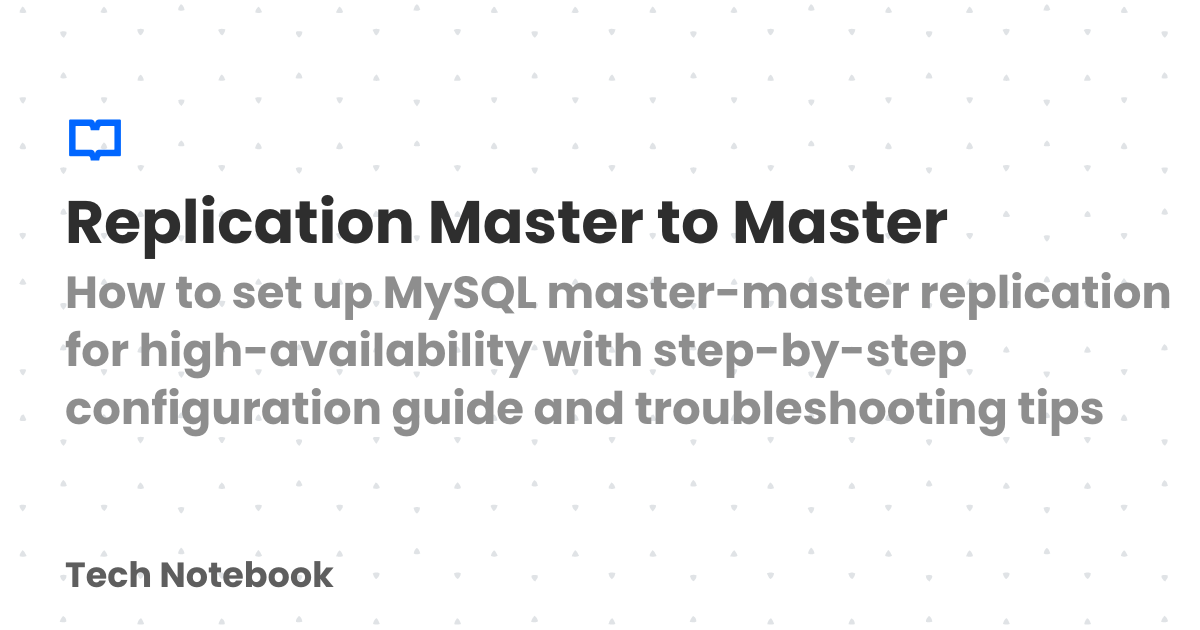 Replication Master to Master
How to set up MySQL master-master replication
for high-availability with step-by-step
configuration guide and troubleshooting tips
Tech Notebook